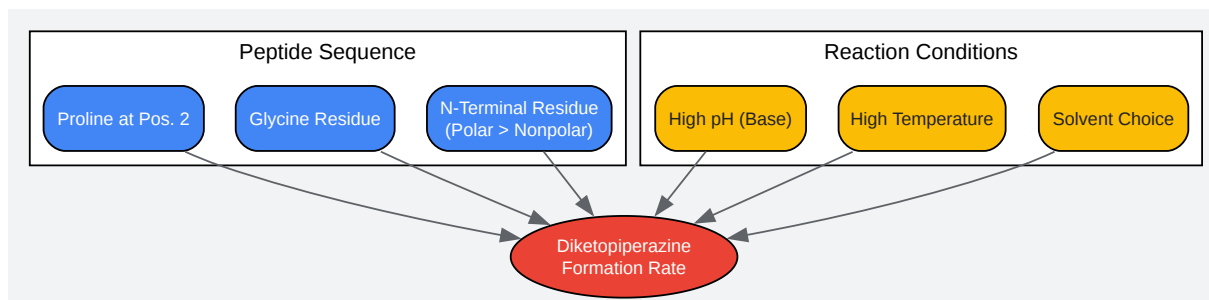 Peptide Sequence
Reaction Conditions
Proline at Pos. 2
Glycine Residue
N-Terminal Residue
(Polar > Nonpolar)
High pH (Base)
High Temperature
Solvent Choice
Diketopiperazine
Formation Rate